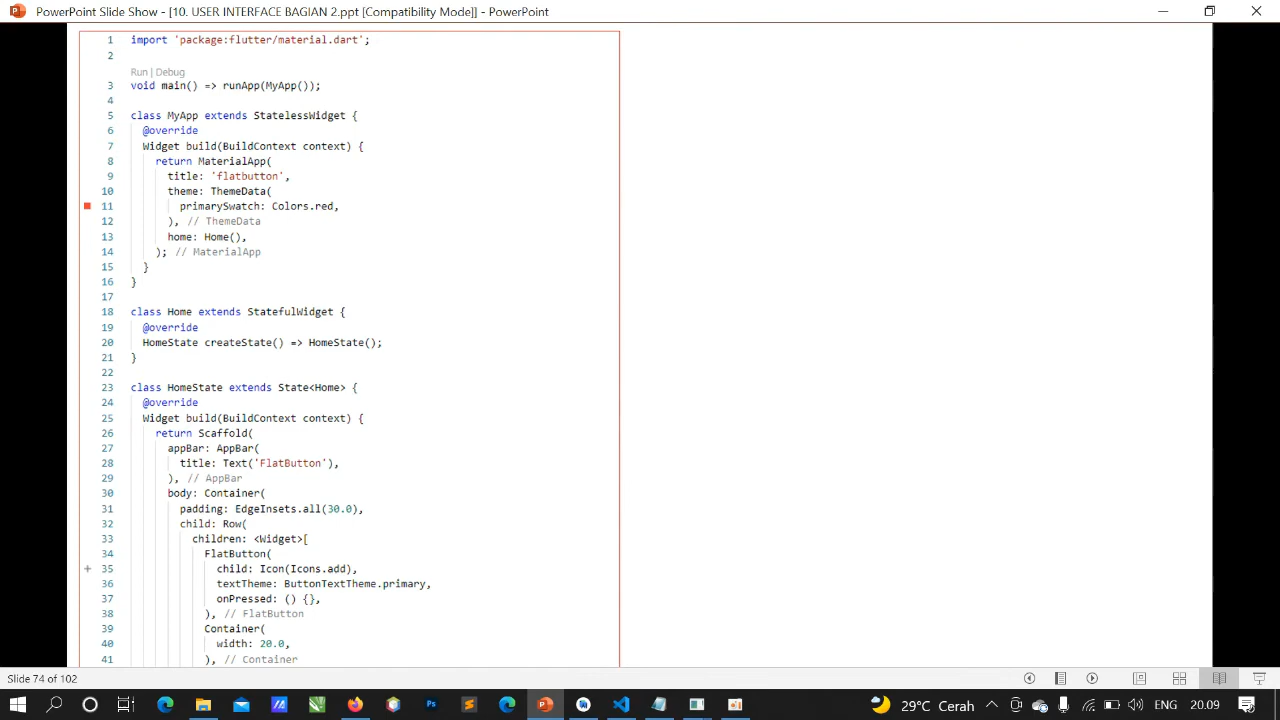 PowerPoint Slide Show - [10. USER INTERFACE BAGIAN 2.ppt [Compatibility Mode]] - PowerPoint
1 import 'package:flutter/material.dart';
2
Run | Debug
3 void main() => runApp(MyApp());
4
5 class MyApp extends StatelessWidget {
6 @override
7 Widget build(BuildContext context) {
8 return MaterialApp(
9 title: 'flatbutton',
10 theme: ThemeData(
11 primarySwatch: Colors.red,
12 ), // ThemeData
13 home: Home(),
14 ); // MaterialApp
15 }
16 }
17
18 class Home extends StatefulWidget {
19 @override
20 HomeState createState() => HomeState();
21 }
22
23 class HomeState extends State<Home> {
24 @override
25 Widget build(BuildContext context) {
26 return Scaffold(
27 appBar: AppBar(
28 title: Text('FlatButton'),
29 ), // AppBar
30 body: Container(
31 padding: EdgeInsets.all(30.0),
32 child: Row(
33 children: <Widget>[
34 FlatButton(
35 child: Icon(Icons.add),
36 textTheme: ButtonTextTheme.primary,
37 onPressed: () {},
38 ), // FlatButton
39 Container(
40 width: 20.0,
41 ), // Container
Slide 74 of 102
29°C Cerah
ENG
20.09